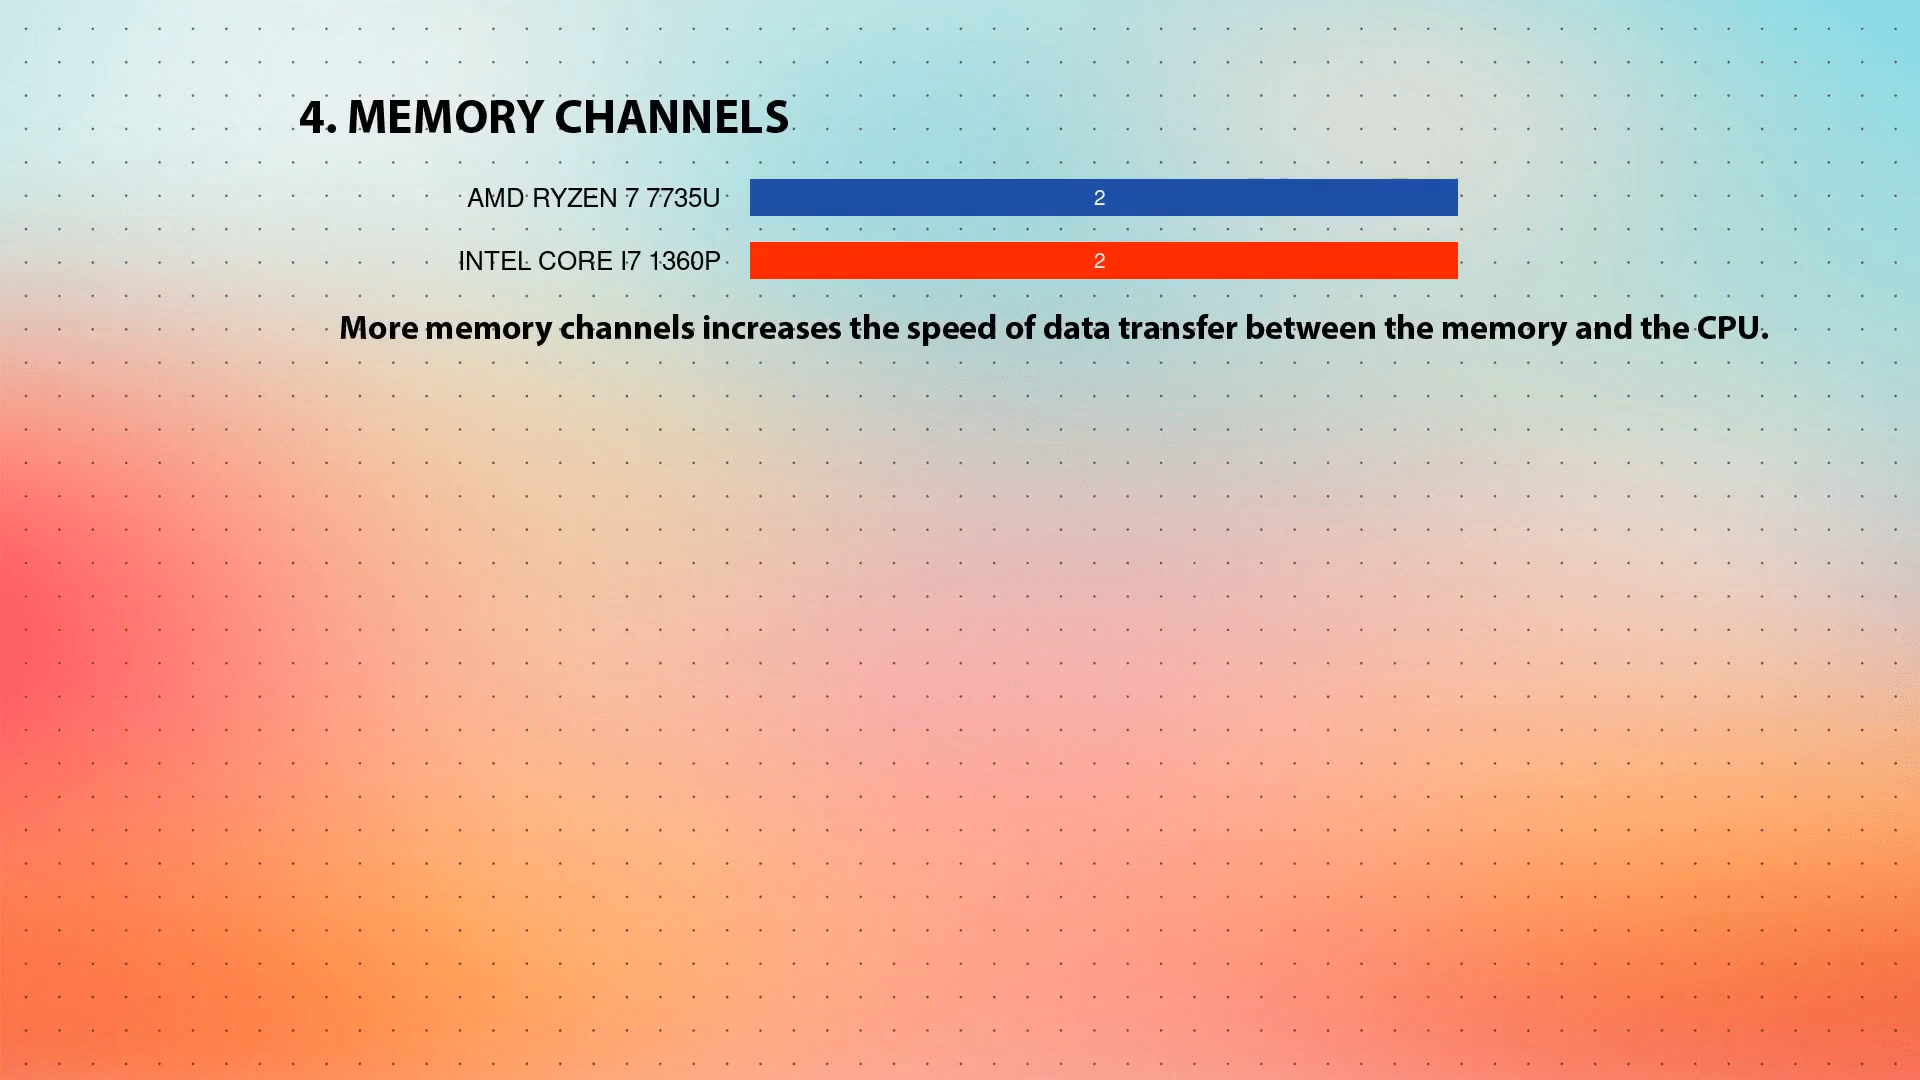 4. MEMORY CHANNELS
AMD RYZEN 7 7735U 2
INTEL CORE I7 1360P 2
More memory channels increases the speed of data transfer between the memory and the CPU.